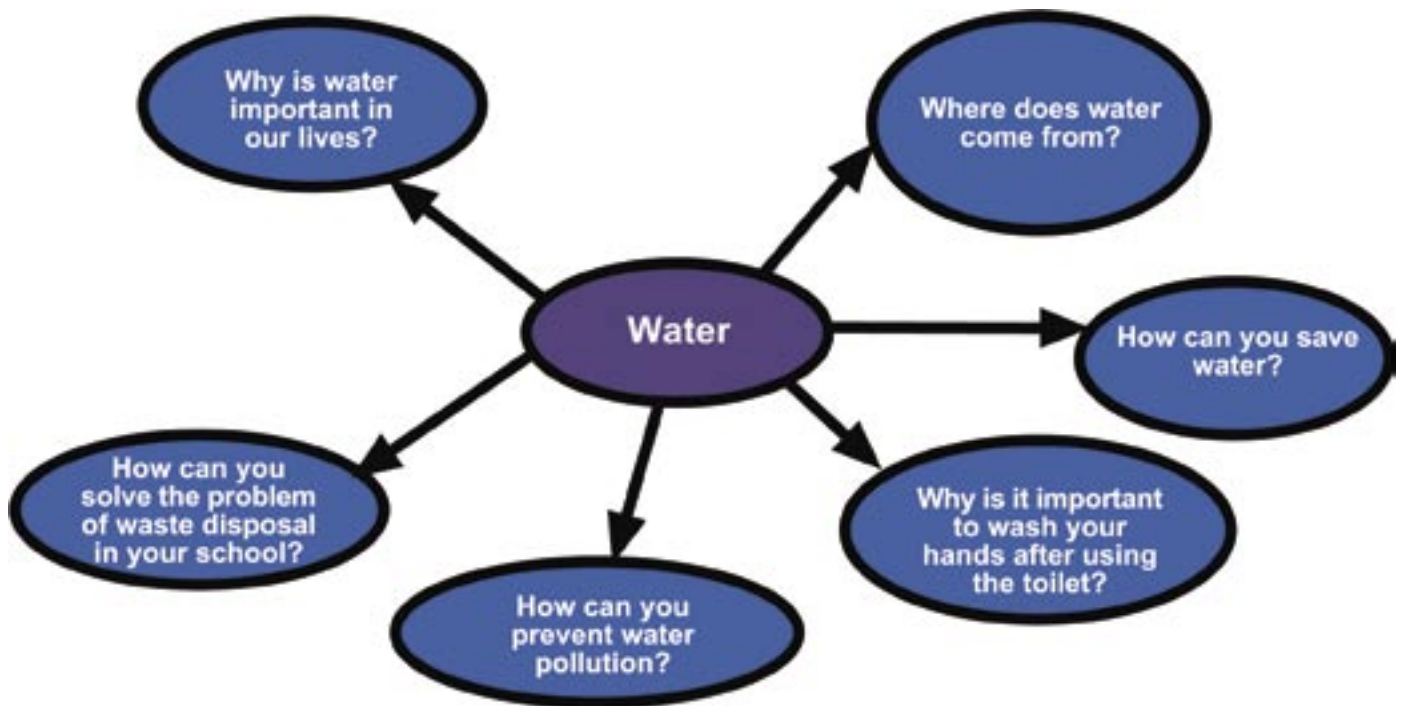 Why is water
important in
our lives?
Where does water
come from?
Water
How can you save
water?
How can you
solve the problem
of waste disposal
in your school?
Why is it important
to wash your
hands after using
the toilet?
How can you
prevent water
pollution?